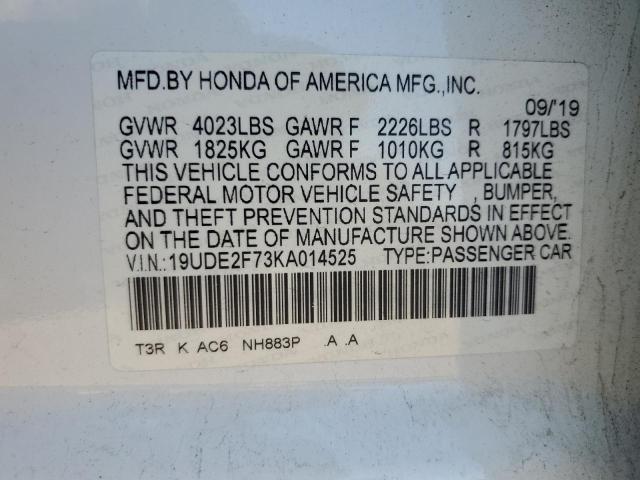 MFD.BY HONDA OF AMERICA MFG.,INC.
09/'19
GVWR 4023LBS GAWR F 2226LBS R 1797LBS
GVWR 1825KG GAWR F 1010KG R 815KG
THIS VEHICLE CONFORMS TO ALL APPLICABLE
FEDERAL MOTOR VEHICLE SAFETY , BUMPER,
AND THEFT PREVENTION STANDARDS IN EFFECT
ON THE DATE OF MANUFACTURE SHOWN ABOVE.
V.I.N.:19UDE2F73KA014525 TYPE:PASSENGER CAR
T3R K AC6 NH883P .A .A